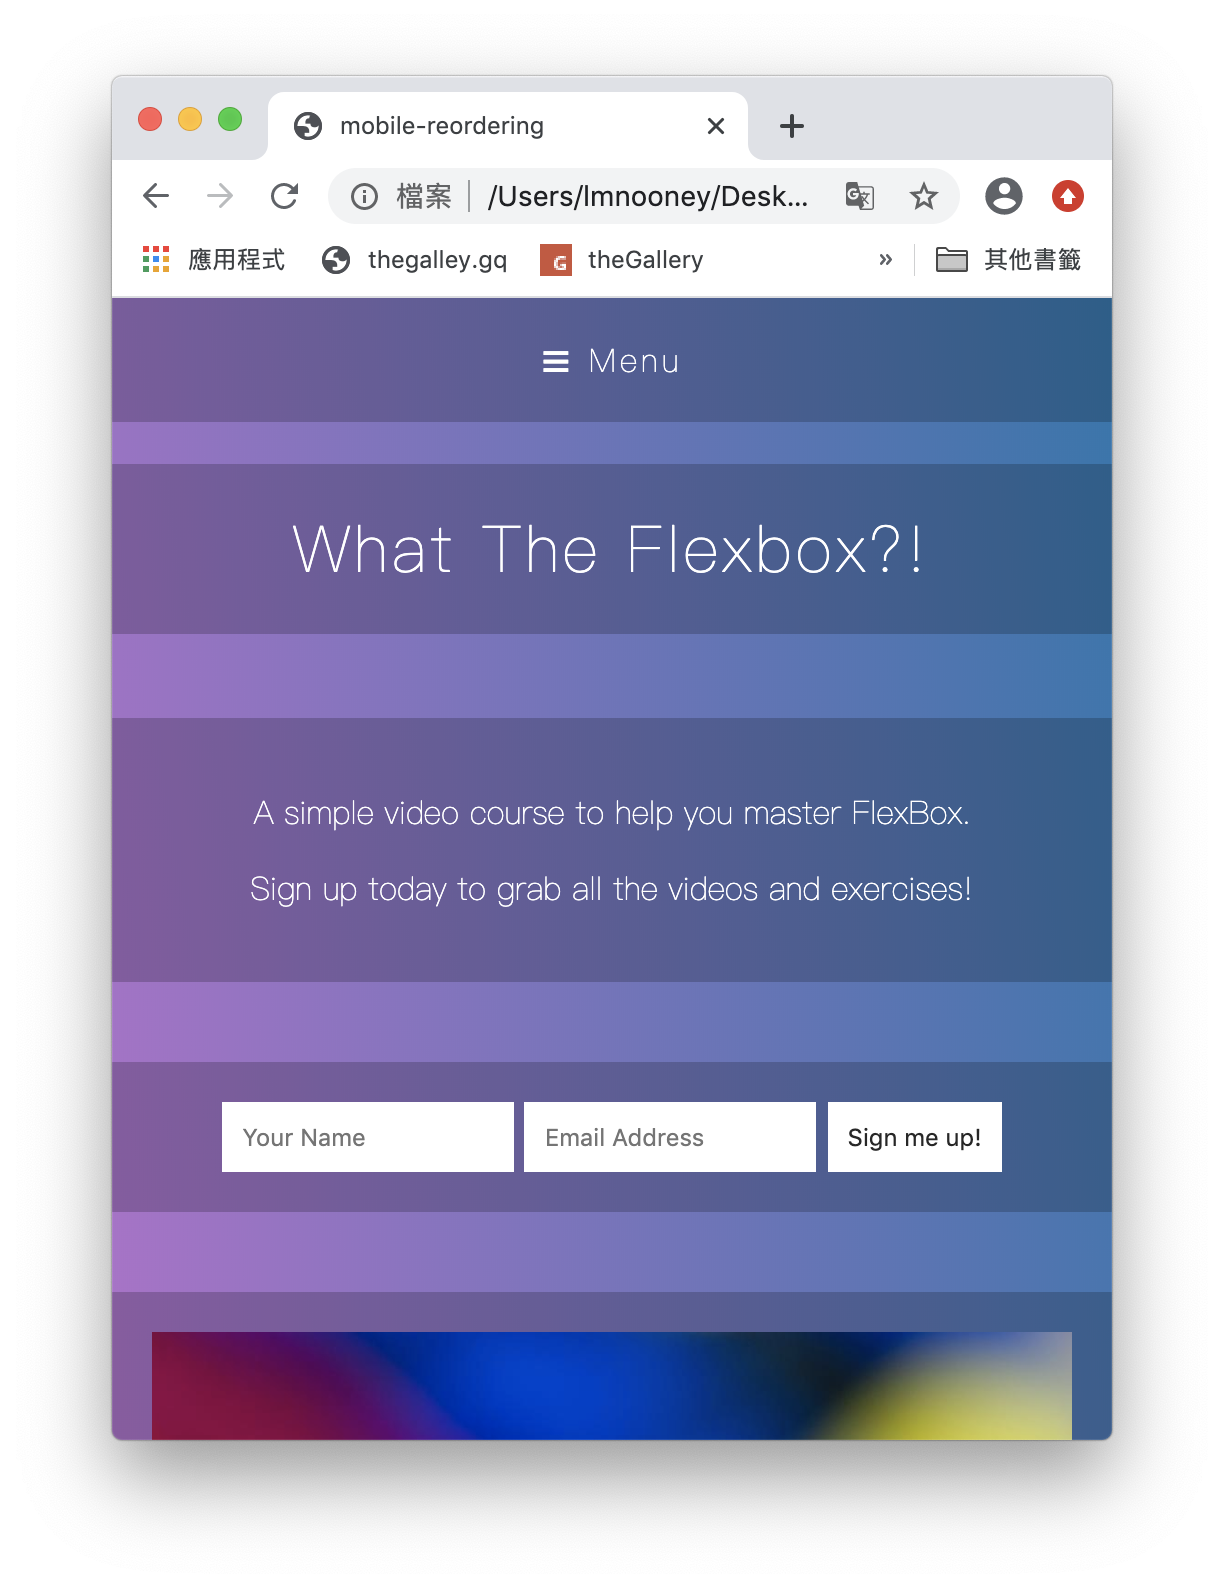 mobile-reordering
檔案 /Users/lmnooney/Desk...
應用程式 thegalley.gq G theGallery » 其他書籤
Menu
What The Flexbox?!
A simple video course to help you master FlexBox.
Sign up today to grab all the videos and exercises!
Your Name Email Address Sign me up!